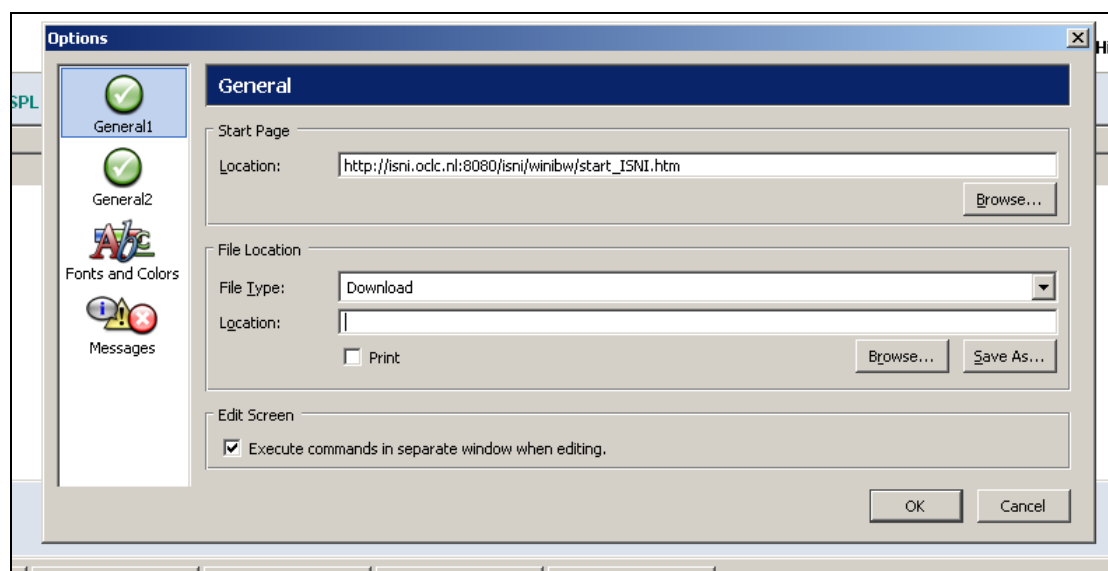 Options
Hi
SPL
General1
General2
Fonts and Colors
Messages
General
Start Page
Location:
http://isni.oclc.nl:8080/isni/winibw/start_ISNI.htm
Browse...
File Location
File Type:
Download
Location:
Print
Browse...
Save As...
Edit Screen
Execute commands in separate window when editing.
OK
Cancel